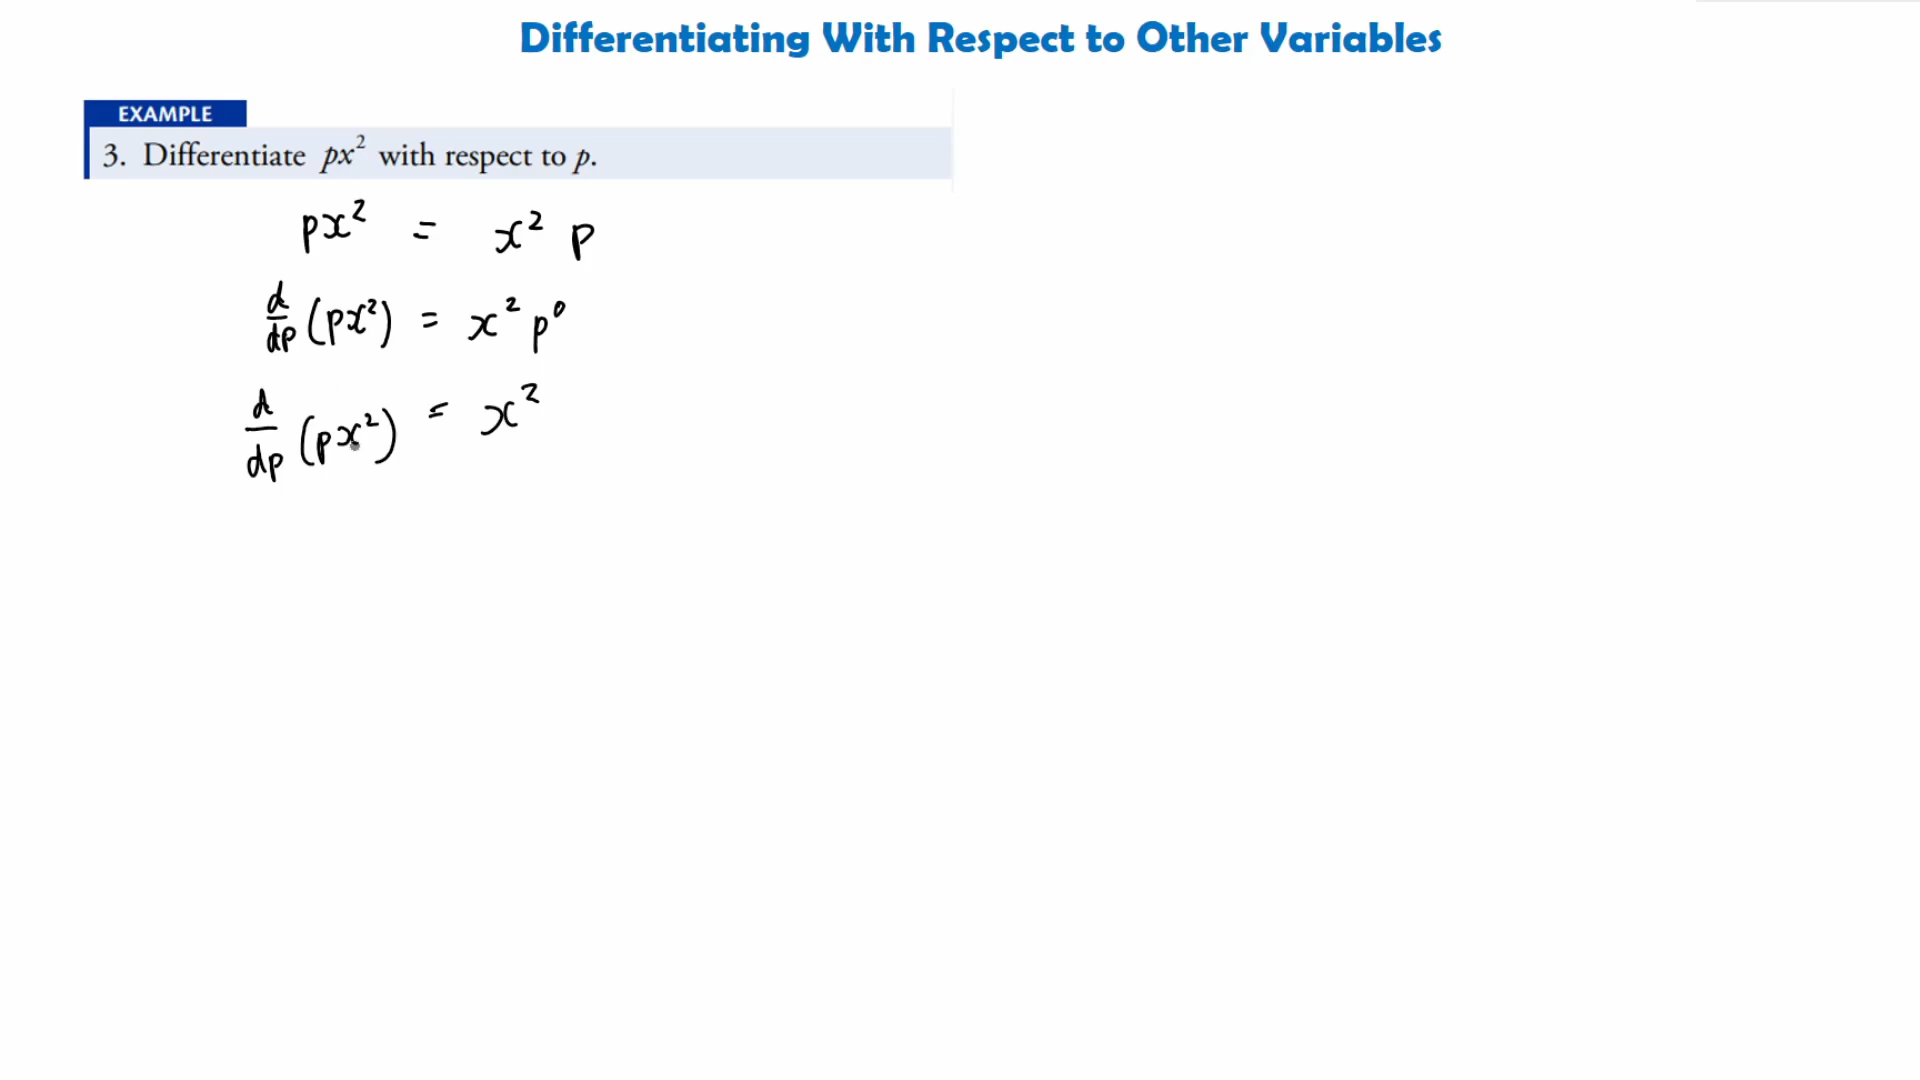 Differentiating With Respect to Other Variables
EXAMPLE
3. Differentiate px² with respect to p.
px² = x² p
d/dp (px²) = x² p⁰
d/dp (px²) = x²